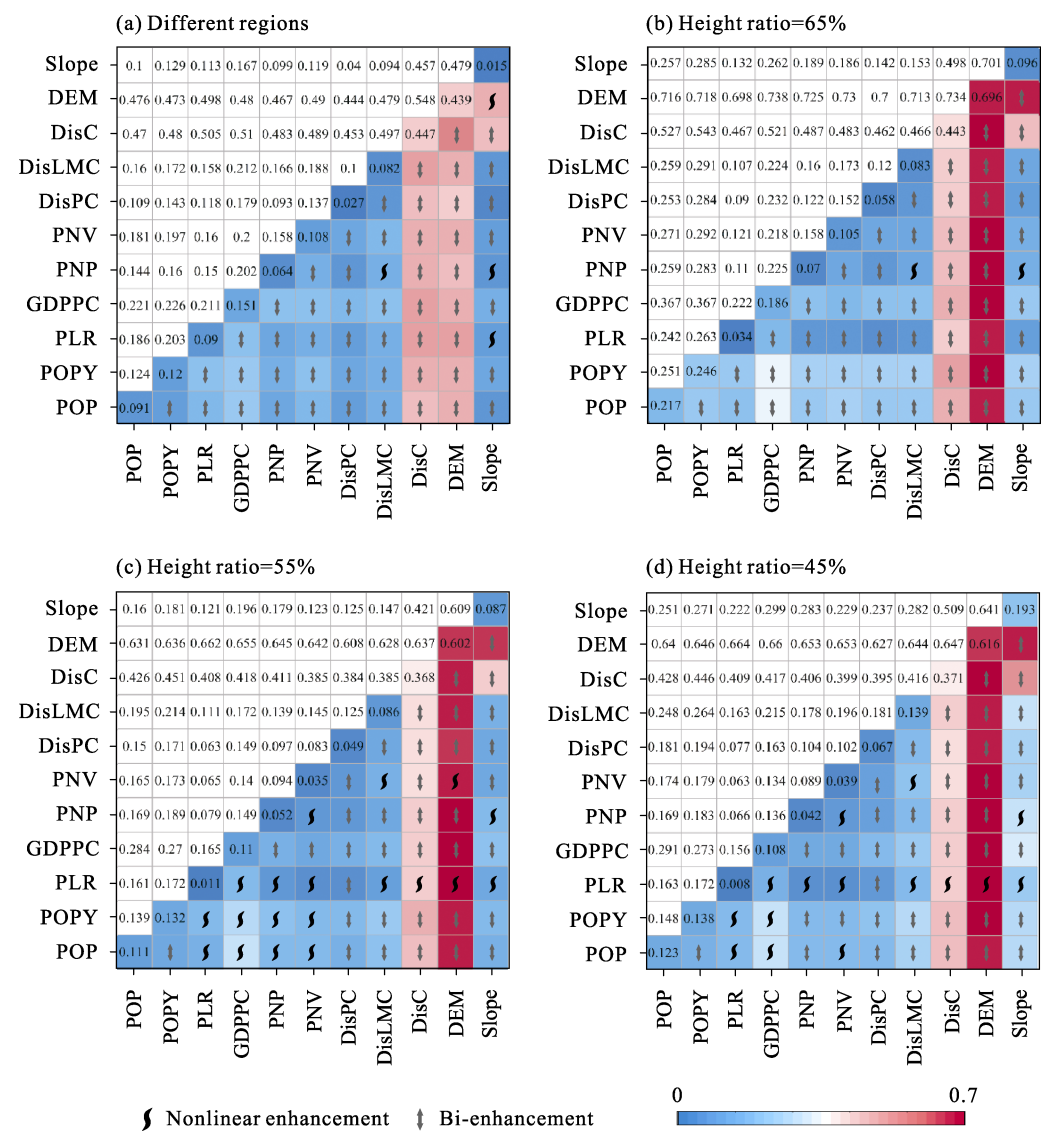 (a) Different regions
Slope 0.1 0.129 0.113 0.167 0.099 0.119 0.04 0.094 0.457 0.479 0.015
DEM 0.476 0.473 0.498 0.48 0.467 0.49 0.444 0.479 0.548 0.439
DisC 0.47 0.48 0.505 0.51 0.483 0.489 0.453 0.497 0.447
DisLMC 0.16 0.172 0.158 0.212 0.166 0.188 0.1 0.082
DisPC 0.109 0.143 0.118 0.179 0.093 0.137 0.027
PNV 0.181 0.197 0.16 0.2 0.158 0.108
PNP 0.144 0.16 0.15 0.202 0.064
GDPPC 0.221 0.226 0.211 0.151
PLR 0.186 0.203 0.09
POPY 0.124 0.12
POP 0.091
POP POPY PLR GDPPC PNP PNV DisPC DisLMC DisC DEM Slope
(b) Height ratio=65%
Slope 0.257 0.285 0.132 0.262 0.189 0.186 0.142 0.153 0.498 0.701 0.096
DEM 0.716 0.718 0.698 0.738 0.725 0.73 0.7 0.713 0.734 0.696
DisC 0.527 0.543 0.467 0.521 0.487 0.483 0.462 0.466 0.443
DisLMC 0.259 0.291 0.107 0.224 0.16 0.173 0.12 0.083
DisPC 0.253 0.284 0.09 0.232 0.122 0.152 0.058
PNV 0.271 0.292 0.121 0.218 0.158 0.105
PNP 0.259 0.283 0.11 0.225 0.07
GDPPC 0.367 0.367 0.222 0.186
PLR 0.242 0.263 0.034
POPY 0.251 0.246
POP 0.217
POP POPY PLR GDPPC PNP PNV DisPC DisLMC DisC DEM Slope
(c) Height ratio=55%
Slope 0.16 0.181 0.121 0.196 0.179 0.123 0.125 0.147 0.421 0.609 0.087
DEM 0.631 0.636 0.662 0.655 0.645 0.642 0.608 0.628 0.637 0.602
DisC 0.426 0.451 0.408 0.418 0.411 0.385 0.384 0.385 0.368
DisLMC 0.195 0.214 0.111 0.172 0.139 0.145 0.125 0.086
DisPC 0.15 0.171 0.063 0.149 0.097 0.083 0.049
PNV 0.165 0.173 0.065 0.14 0.094 0.035
PNP 0.169 0.189 0.079 0.149 0.052
GDPPC 0.284 0.27 0.165 0.11
PLR 0.161 0.172 0.011
POPY 0.139 0.132
POP 0.111
POP POPY PLR GDPPC PNP PNV DisPC DisLMC DisC DEM Slope
(d) Height ratio=45%
Slope 0.251 0.271 0.222 0.299 0.283 0.229 0.237 0.282 0.509 0.641 0.193
DEM 0.64 0.646 0.664 0.66 0.653 0.653 0.627 0.644 0.647 0.616
DisC 0.428 0.446 0.409 0.417 0.406 0.399 0.395 0.416 0.371
DisLMC 0.248 0.264 0.163 0.215 0.178 0.196 0.181 0.139
DisPC 0.181 0.194 0.077 0.163 0.104 0.102 0.067
PNV 0.174 0.179 0.063 0.134 0.089 0.039
PNP 0.169 0.183 0.066 0.136 0.042
GDPPC 0.291 0.273 0.156 0.108
PLR 0.163 0.172 0.008
POPY 0.148 0.138
POP 0.123
POP POPY PLR GDPPC PNP PNV DisPC DisLMC DisC DEM Slope
Nonlinear enhancement Bi-enhancement
0 0.7